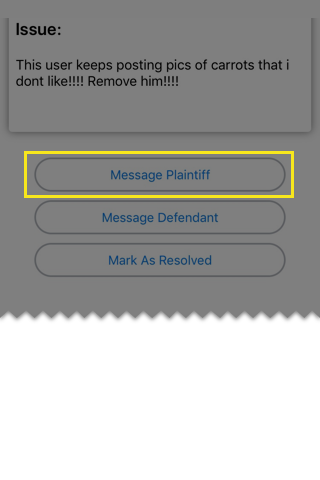 Issue:
This user keeps posting pics of carrots that i
dont like!!!! Remove him!!!!
Message Plaintiff
Message Defendant
Mark As Resolved